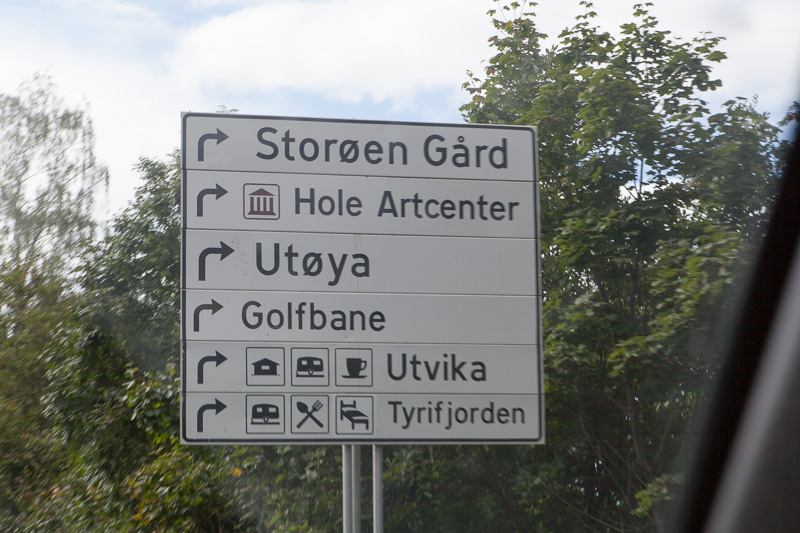 Storøen Gård
Hole Artcenter
Utøya
Golfbane
Utvika
Tyrifjorden